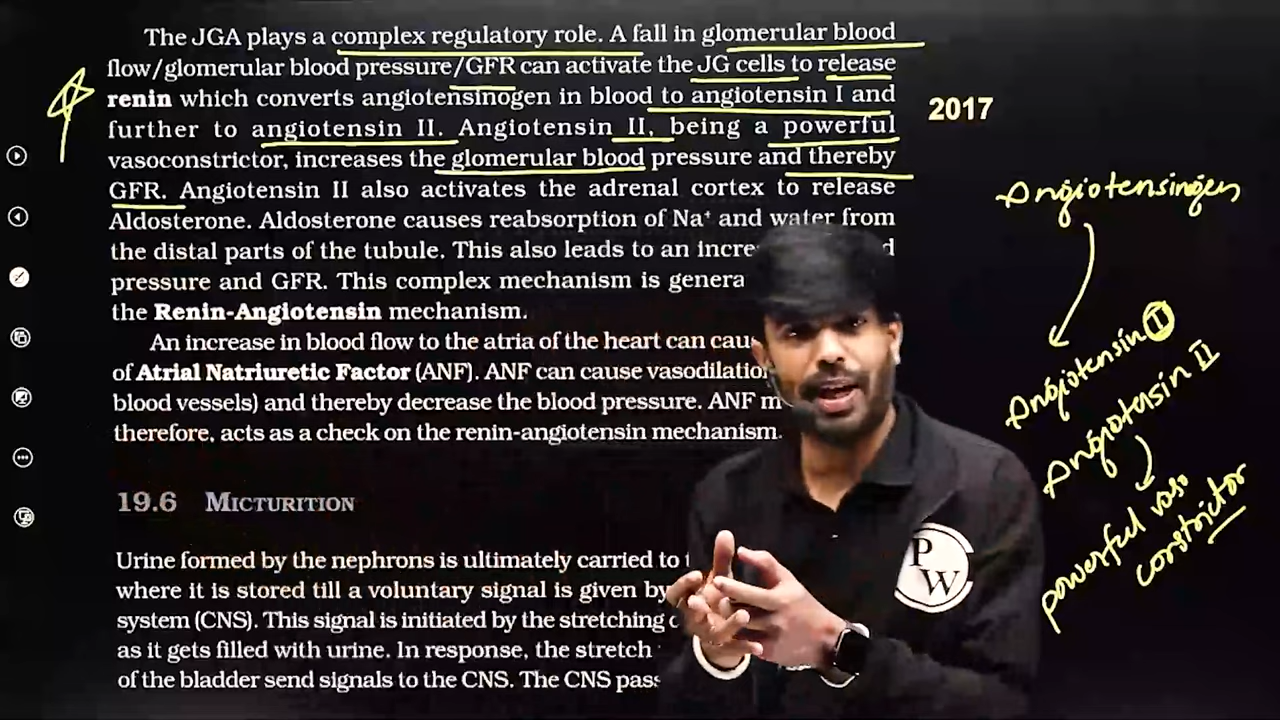 The JGA plays a complex regulatory role. A fall in glomerular blood
flow/glomerular blood pressure/GFR can activate the JG cells to release
renin which converts angiotensinogen in blood to angiotensin I and
further to angiotensin II. Angiotensin II, being a powerful
vasoconstrictor, increases the glomerular blood pressure and thereby
GFR. Angiotensin II also activates the adrenal cortex to release
Aldosterone. Aldosterone causes reabsorption of Na⁺ and water from
the distal parts of the tubule. This also leads to an incre
pressure and GFR. This complex mechanism is genera
the Renin-Angiotensin mechanism.
An increase in blood flow to the atria of the heart can cau
of Atrial Natriuretic Factor (ANF). ANF can cause vasodilatio
blood vessels) and thereby decrease the blood pressure. ANF m
therefore, acts as a check on the renin-angiotensin mechanism.
19.6 MICTURITION
Urine formed by the nephrons is ultimately carried to
where it is stored till a voluntary signal is given by
system (CNS). This signal is initiated by the stretching
as it gets filled with urine. In response, the stretch
of the bladder send signals to the CNS. The CNS pass
2017
Angiotensinogen
Angiotensin I
Angiotensin II
powerful vaso
constrictor
PW